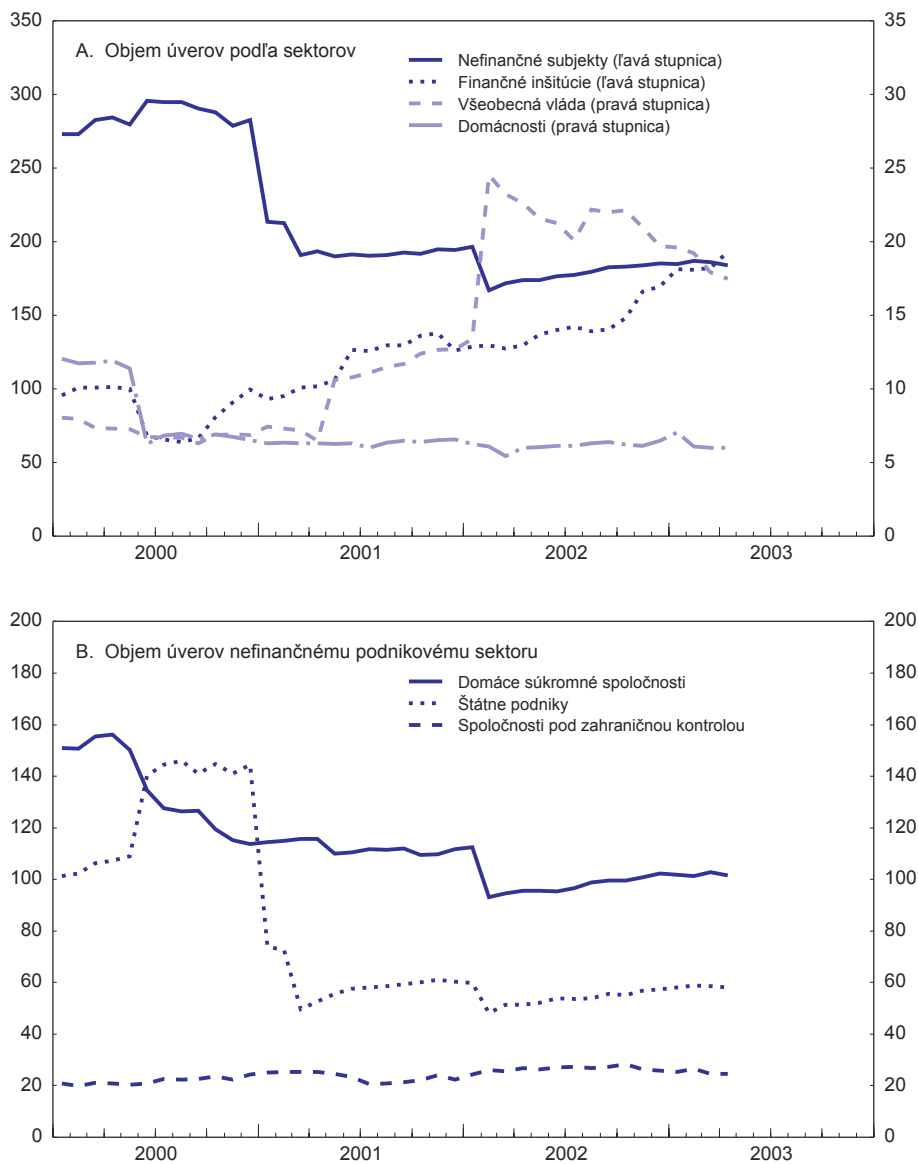 350 35
A. Objem úverov podľa sektorov
Nefinančné subjekty (ľavá stupnica)
Finančné inšitúcie (ľavá stupnica)
300 30
Všeobecná vláda (pravá stupnica)
Domácnosti (pravá stupnica)
250 25
200 20
150 15
100 10
50 5
0 0
2000 2001 2002 2003
200 200
B. Objem úverov nefinančnému podnikovému sektoru
180 180
Domáce súkromné spoločnosti
Štátne podniky
160 160
Spoločnosti pod zahraničnou kontrolou
140 140
120 120
100 100
80 80
60 60
40 40
20 20
0 0
2000 2001 2002 2003